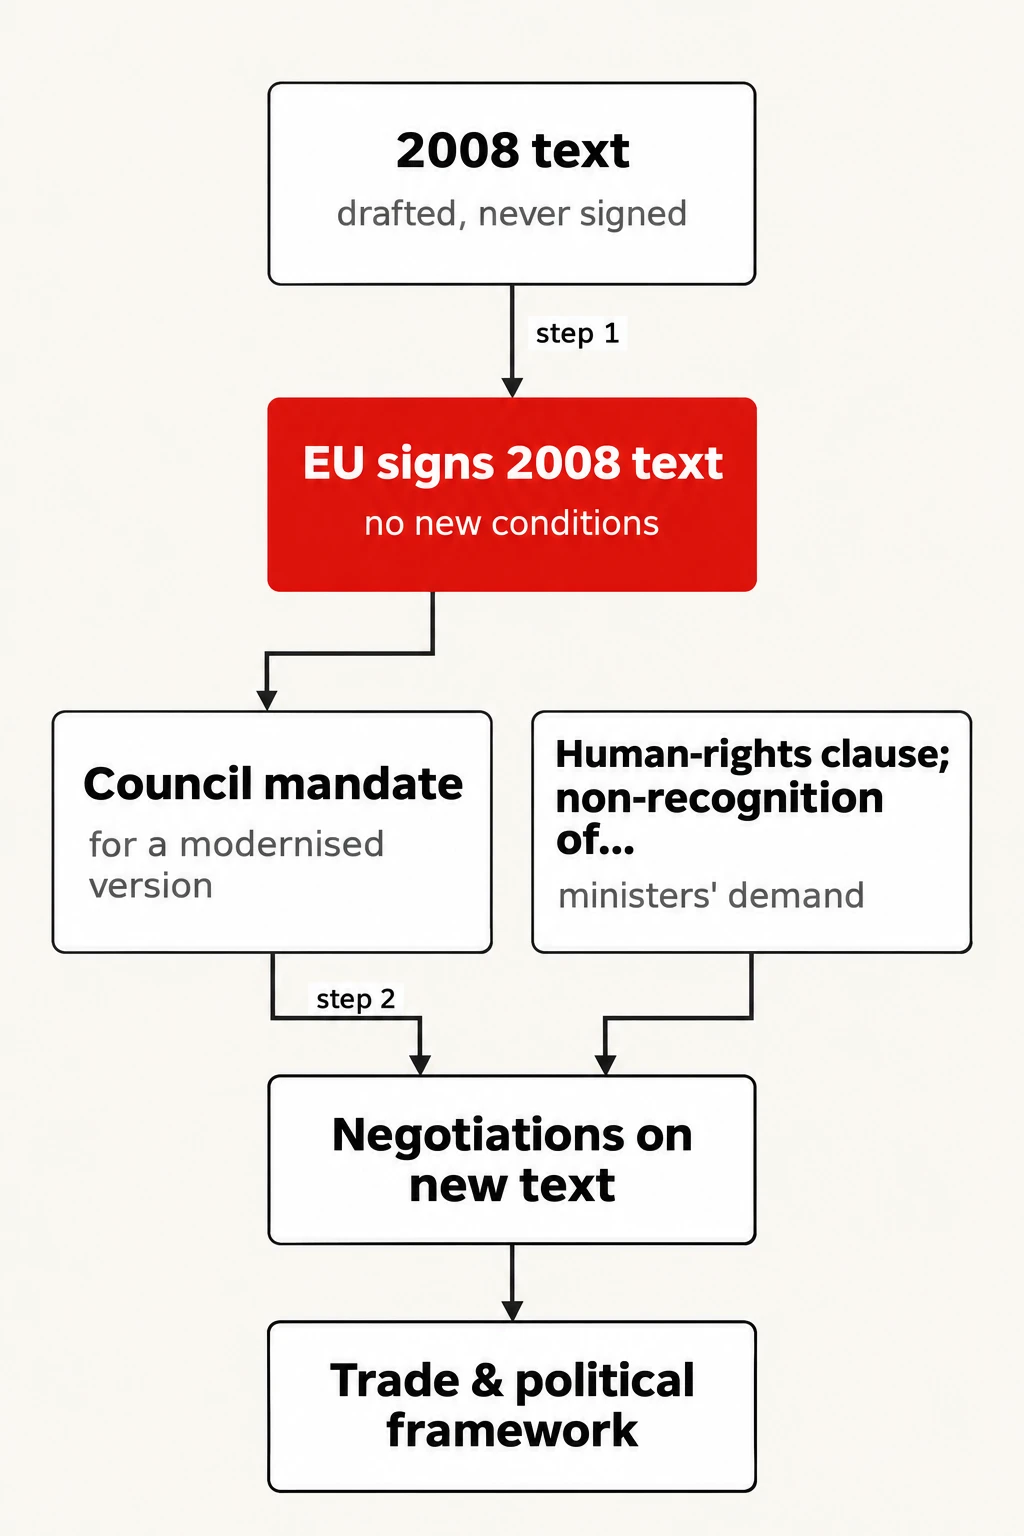 2008 text
drafted, never signed
step 1
EU signs 2008 text
no new conditions
Council mandate
for a modernised
version
Human-rights clause;
non-recognition
of...
ministers' demand
step 2
Negotiations on
new text
Trade & political
framework